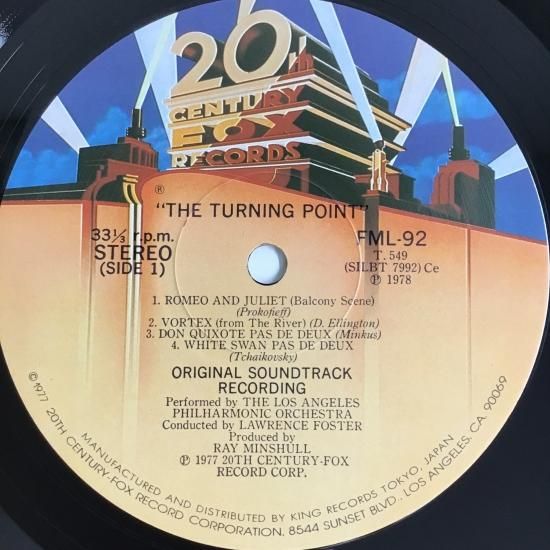 20th
CENTURY
FOX
RECORDS
®
"THE TURNING POINT"
33⅓ r.p.m.
STEREO
(SIDE 1)
FML-92
T. 549
(SILBT 7992) Ce
Ⓟ 1978
1. ROMEO AND JULIET (Balcony Scene)
(Prokofieff)
2. VORTEX (from The River) (D. Ellington)
3. DON QUIXOTE PAS DE DEUX (Minkus)
4. WHITE SWAN PAS DE DEUX
(Tchaikovsky)
ORIGINAL SOUNDTRACK
RECORDING
Performed by THE LOS ANGELES
PHILHARMONIC ORCHESTRA
Conducted by LAWRENCE FOSTER
Produced by
RAY MINSHULL
Ⓟ 1977 20TH CENTURY-FOX
RECORD CORP.
MANUFACTURED AND DISTRIBUTED BY KING RECORDS TOKYO, JAPAN
©1977 20TH CENTURY-FOX RECORD CORPORATION, 8544 SUNSET BLVD., LOS ANGELES, CA. 90069